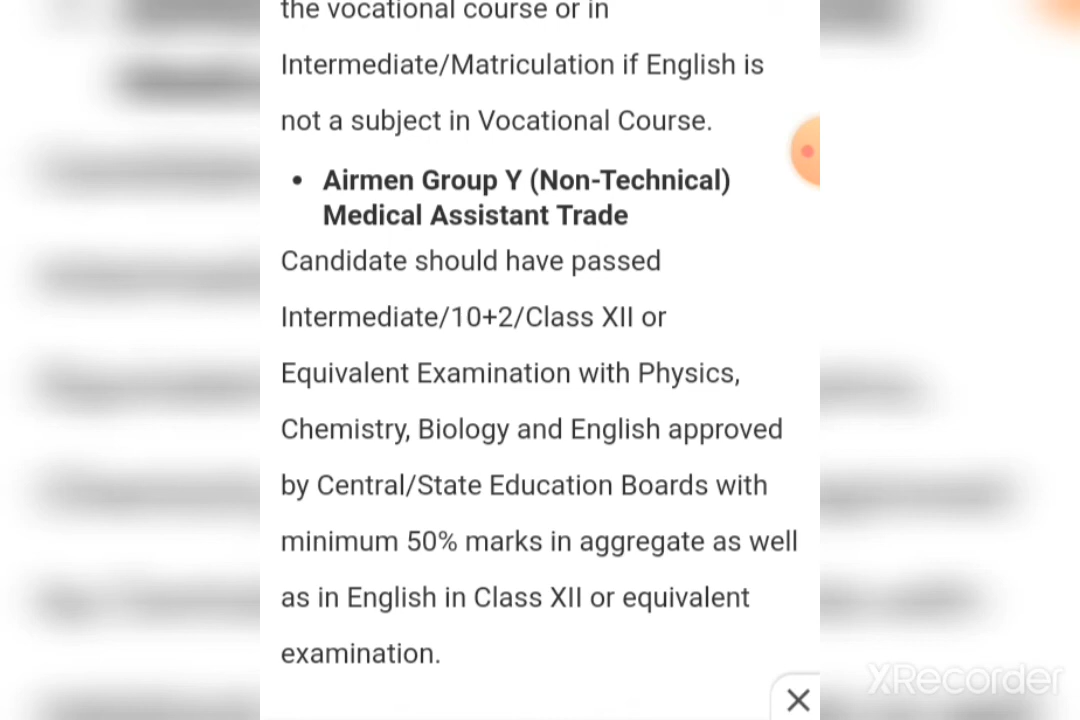 the vocational course or in
Intermediate/Matriculation if English is
not a subject in Vocational Course.
• Airmen Group Y (Non-Technical)
Medical Assistant Trade
Candidate should have passed
Intermediate/10+2/Class XII or
Equivalent Examination with Physics,
Chemistry, Biology and English approved
by Central/State Education Boards with
minimum 50% marks in aggregate as well
as in English in Class XII or equivalent
examination.
XRecorder